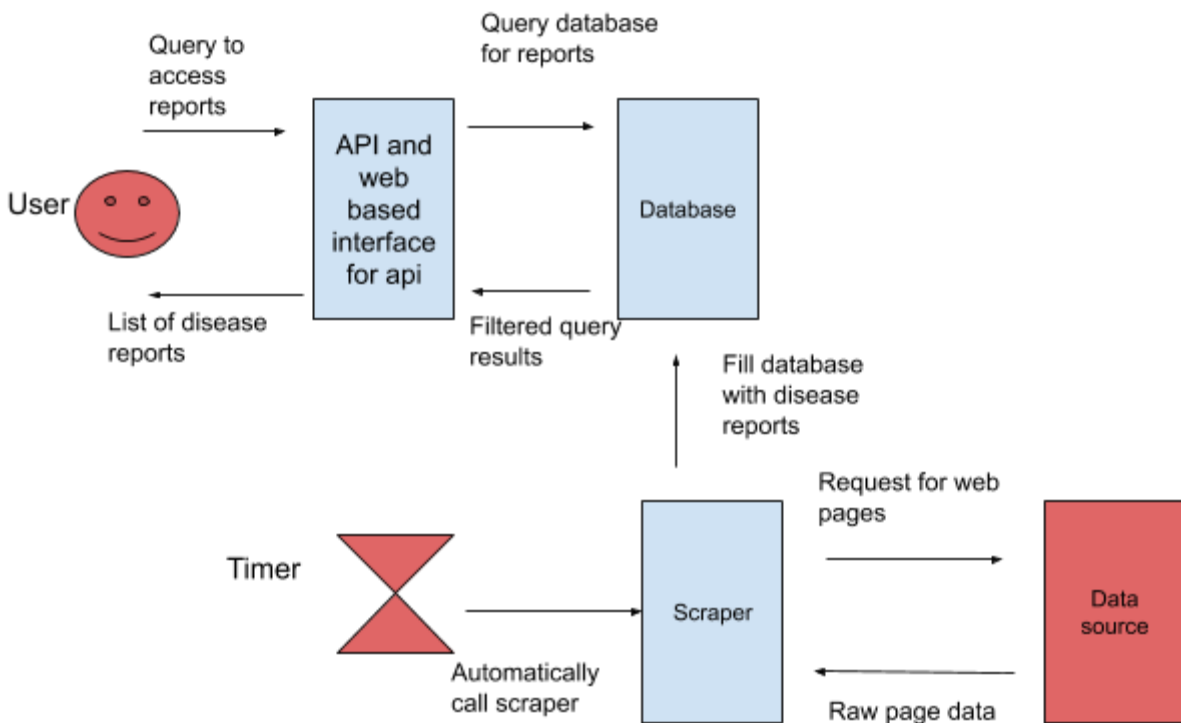 Query to
access
reports
Query database
for reports
User
API and
web
based
interface
for api
Database
List of disease
reports
Filtered query
results
Fill database
with disease
reports
Request for web
pages
Timer
Automatically
call scraper
Scraper
Data
source
Raw page data